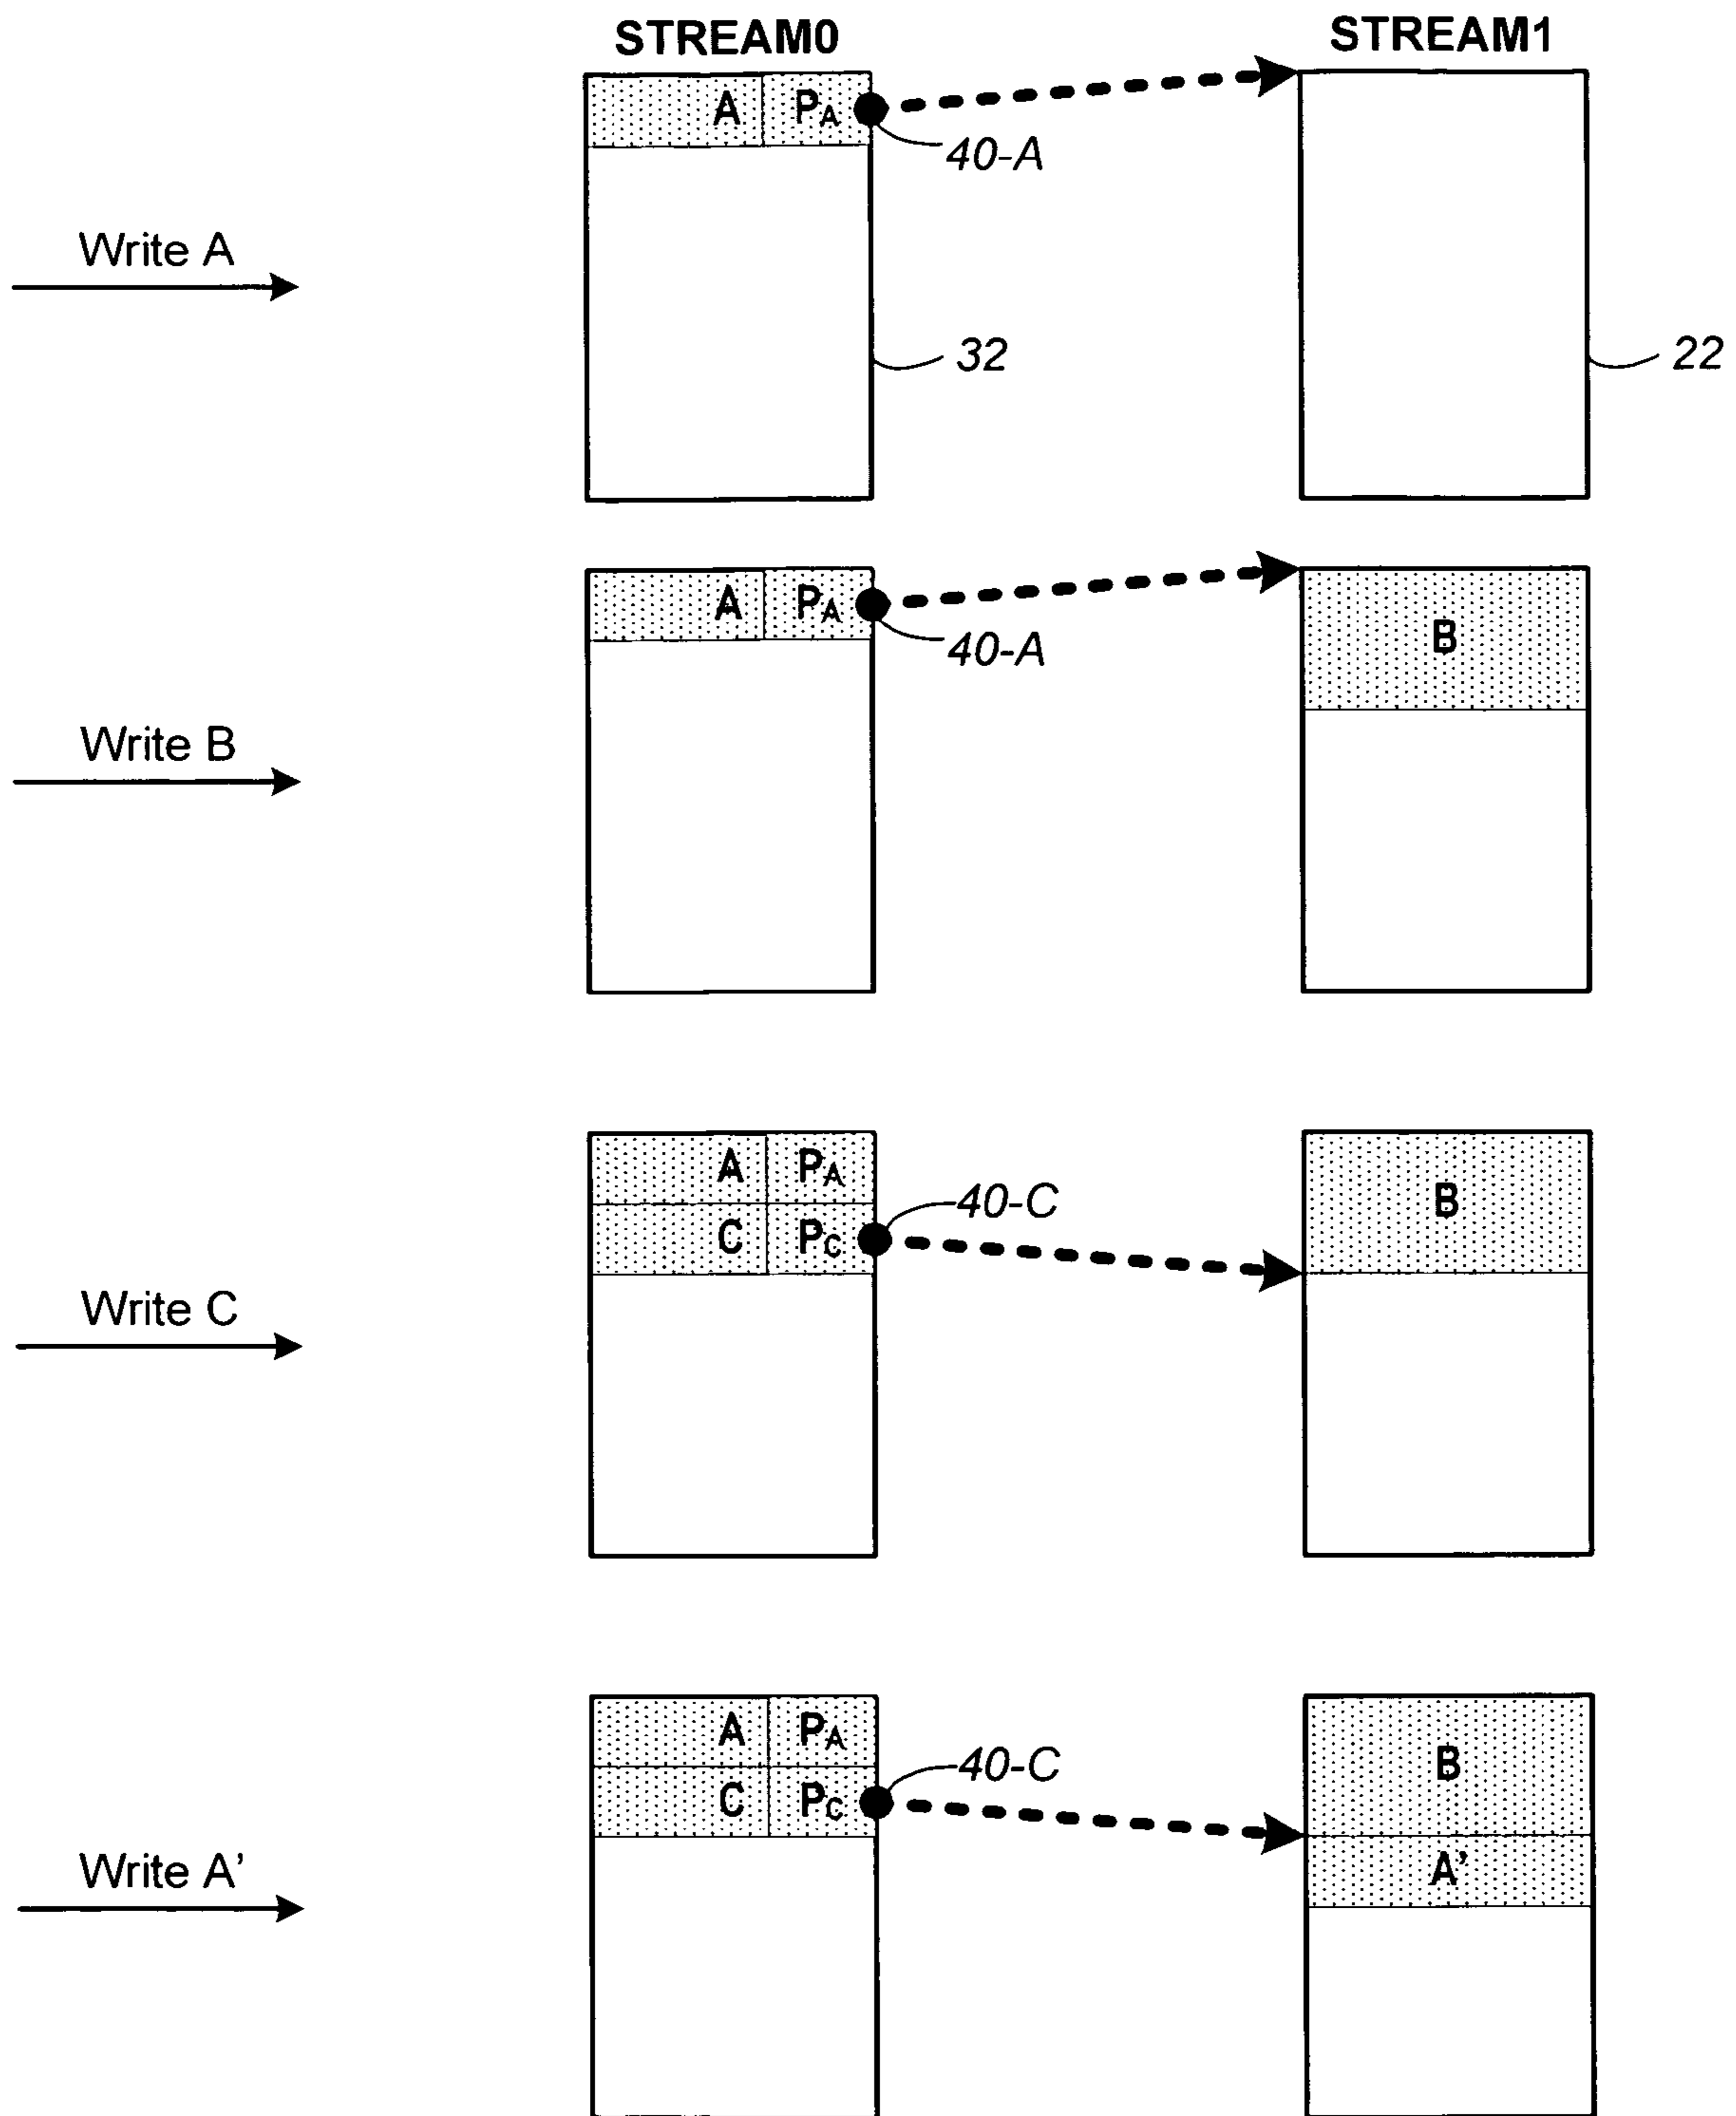 STREAM0 STREAM1
A PA
40-A
Write A
32 22
A PA
40-A
B
Write B
A PA
C PC
40-C
B
Write C
A PA
C PC
40-C
B
A'
Write A'